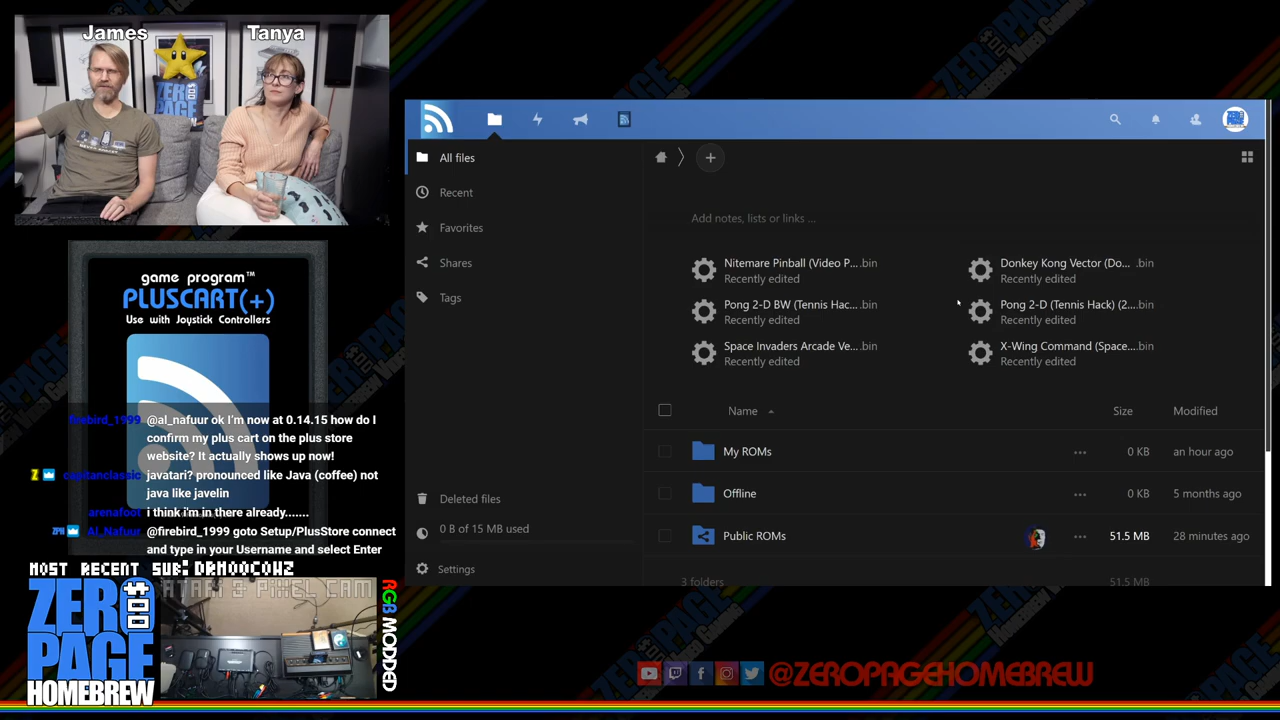 James
Tanya
game program™
PLUSCART(+)
Use with Joystick Controllers
firebird_1999 @al_nafuur ok I'm now at 0.14.15 how do I
confirm my plus cart on the plus store
website? It actually shows up now!
capitanclassic javatari? pronounced like Java (coffee) not
java like javelin
arenafoot i think i'm in there already.......
Al_Nafuur @firebird_1999 goto Setup/PlusStore connect
and type in your Username and select Enter
MOST RECENT SUB: DRMOOCOWZ
ATARI & PIXEL CAM
RGB MODDED
ZERO
PAGE
HOMEBREW
All files
Recent
Favorites
Shares
Tags
Deleted files
0 B of 15 MB used
Settings
Add notes, lists or links ...
Nitemare Pinball (Video P... .bin
Recently edited
Donkey Kong Vector (Do... .bin
Recently edited
Pong 2-D BW (Tennis Hac... .bin
Recently edited
Pong 2-D (Tennis Hack) (2... .bin
Recently edited
Space Invaders Arcade Ve... .bin
Recently edited
X-Wing Command (Space... .bin
Recently edited
Name Size Modified
My ROMs 0 KB an hour ago
Offline 0 KB 5 months ago
Public ROMs 51.5 MB 28 minutes ago
3 folders 51.5 MB
@ZEROPAGEHOMEBREW